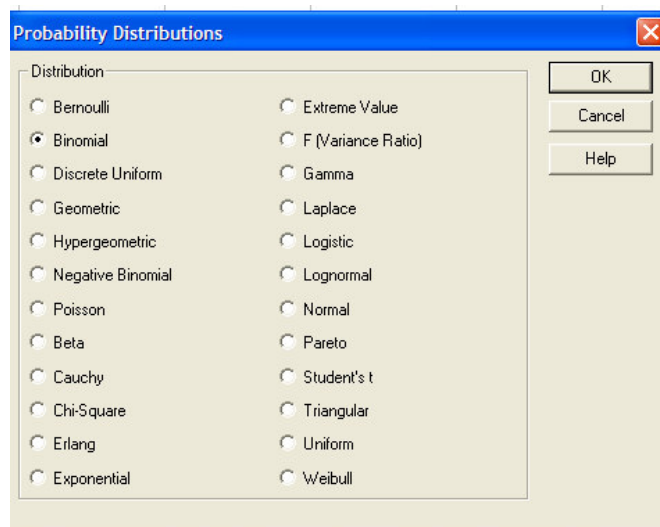 Probability Distributions
Distribution
Bernoulli
Binomial
Discrete Uniform
Geometric
Hypergeometric
Negative Binomial
Poisson
Beta
Cauchy
Chi-Square
Erlang
Exponential
Extreme Value
F (Variance Ratio)
Gamma
Laplace
Logistic
Lognormal
Normal
Pareto
Student's t
Triangular
Uniform
Weibull
OK
Cancel
Help